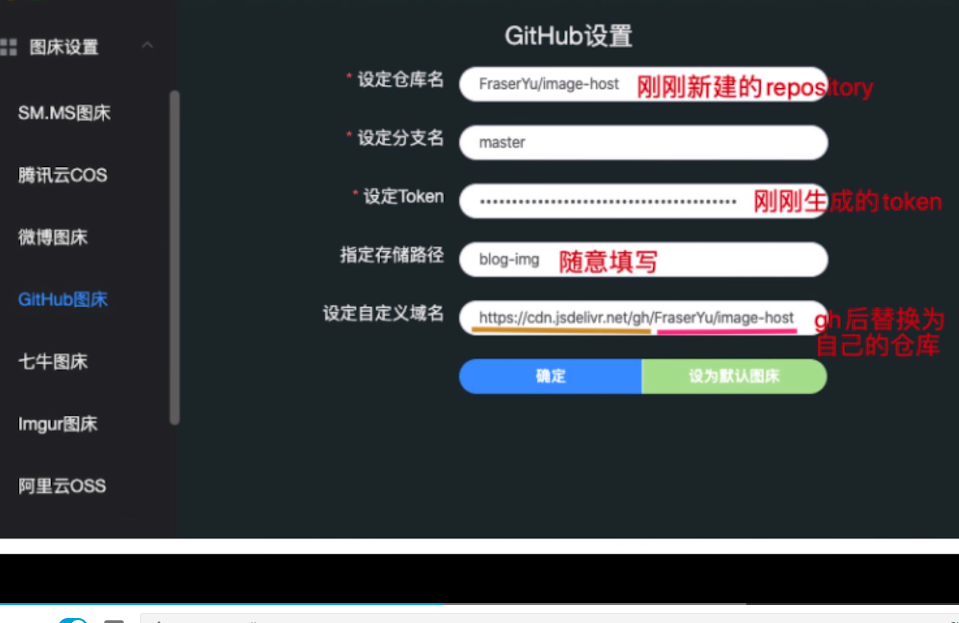 图床设置
SM.MS图床
腾讯云COS
微博图床
GitHub图床
七牛图床
Imgur图床
阿里云OSS
GitHub设置
* 设定仓库名 FraserYu/image-host 刚刚新建的repository
* 设定分支名 master
* 设定Token •••••••••••••••••••••••••••••••••••••••• 刚刚生成的token
指定存储路径 blog-img 随意填写
设定自定义域名 https://cdn.jsdelivr.net/gh/FraserYu/image-host gh后替换为
自己的仓库
确定 设为默认图床